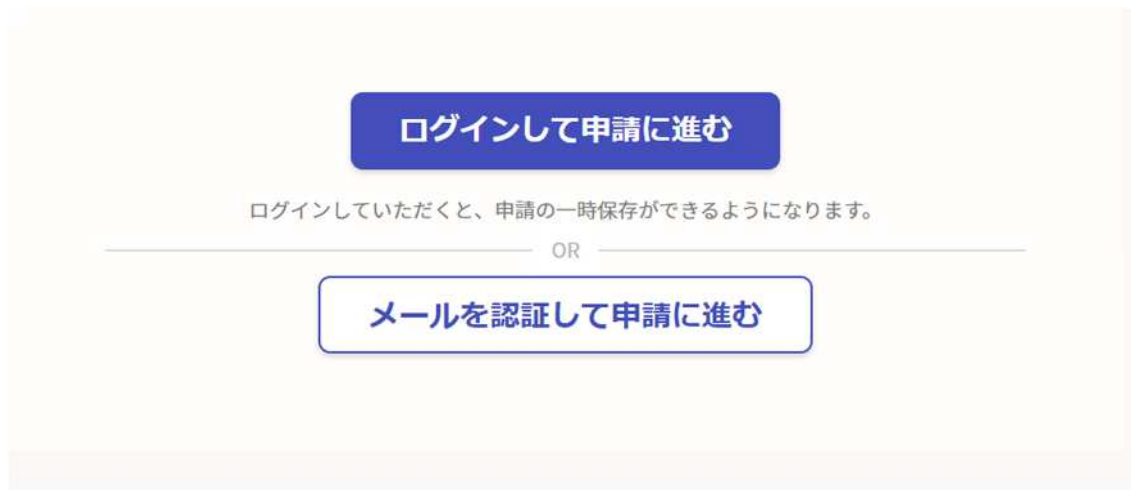 ログインして申請に進む
ログインしていただくと、申請の一時保存ができるようになります。
OR
メールを認証して申請に進む